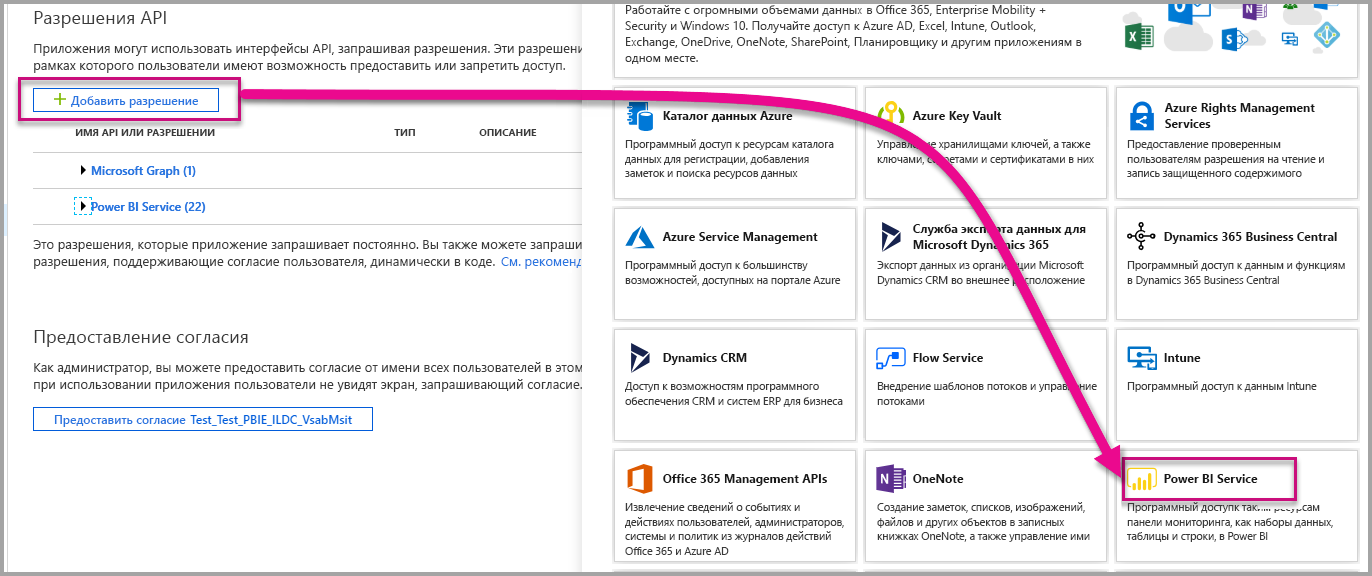 Разрешения API
Приложения могут использовать интерфейсы API, запрашивая разрешения. Эти разрешени
рамках которого пользователи имеют возможность предоставить или запретить доступ.
+ Добавить разрешение
ИМЯ API ИЛИ РАЗРЕШЕНИИ ТИП ОПИСАНИЕ
Microsoft Graph (1)
Power BI Service (22)
Это разрешения, которые приложение запрашивает постоянно. Вы также можете запраши
разрешения, поддерживающие согласие пользователя, динамически в коде. См. рекоменд
Предоставление согласия
Как администратор, вы можете предоставить согласие от имени всех пользователей в этом
при использовании приложения пользователи не увидят экран, запрашивающий согласие.
Предоставить согласие Test_Test_PBIE_ILDC_VsabMsit
Работайте с огромными объемами данных в Office 365, Enterprise Mobility +
Security и Windows 10. Получайте доступ к Azure AD, Excel, Intune, Outlook,
Exchange, OneDrive, OneNote, SharePoint, Планировщику и другим приложениям в
одном месте.
Каталог данных Azure
Программный доступ к ресурсам каталога
данных для регистрации, добавления
заметок и поиска ресурсов данных
Azure Key Vault
Управление хранилищами ключей, а также
ключами, секретами и сертификатами в них
Azure Rights Management
Services
Предоставление проверенным
пользователям разрешения на чтение и
запись защищенного содержимого
Azure Service Management
Программный доступ к большинству
возможностей, доступных на портале Azure
Служба экспорта данных для
Microsoft Dynamics 365
Экспорт данных из организации Microsoft
Dynamics CRM во внешнее расположение
Dynamics 365 Business Central
Программный доступ к данным и функциям
в Dynamics 365 Business Central
Dynamics CRM
Доступ к возможностям программного
обеспечения CRM и систем ERP для бизнеса
Flow Service
Внедрение шаблонов потоков и управление
потоками
Intune
Программный доступ к данным Intune
Office 365 Management APIs
Извлечение сведений о событиях и
действиях пользователей, администраторов,
системы и политик из журналов действий
Office 365 и Azure AD
OneNote
Создание заметок, списков, изображений,
файлов и других объектов в записных
книжках OneNote, а также управление ими
Power BI Service
Программный доступ к таким ресурсам
панели мониторинга, как наборы данных,
таблицы и строки, в Power BI